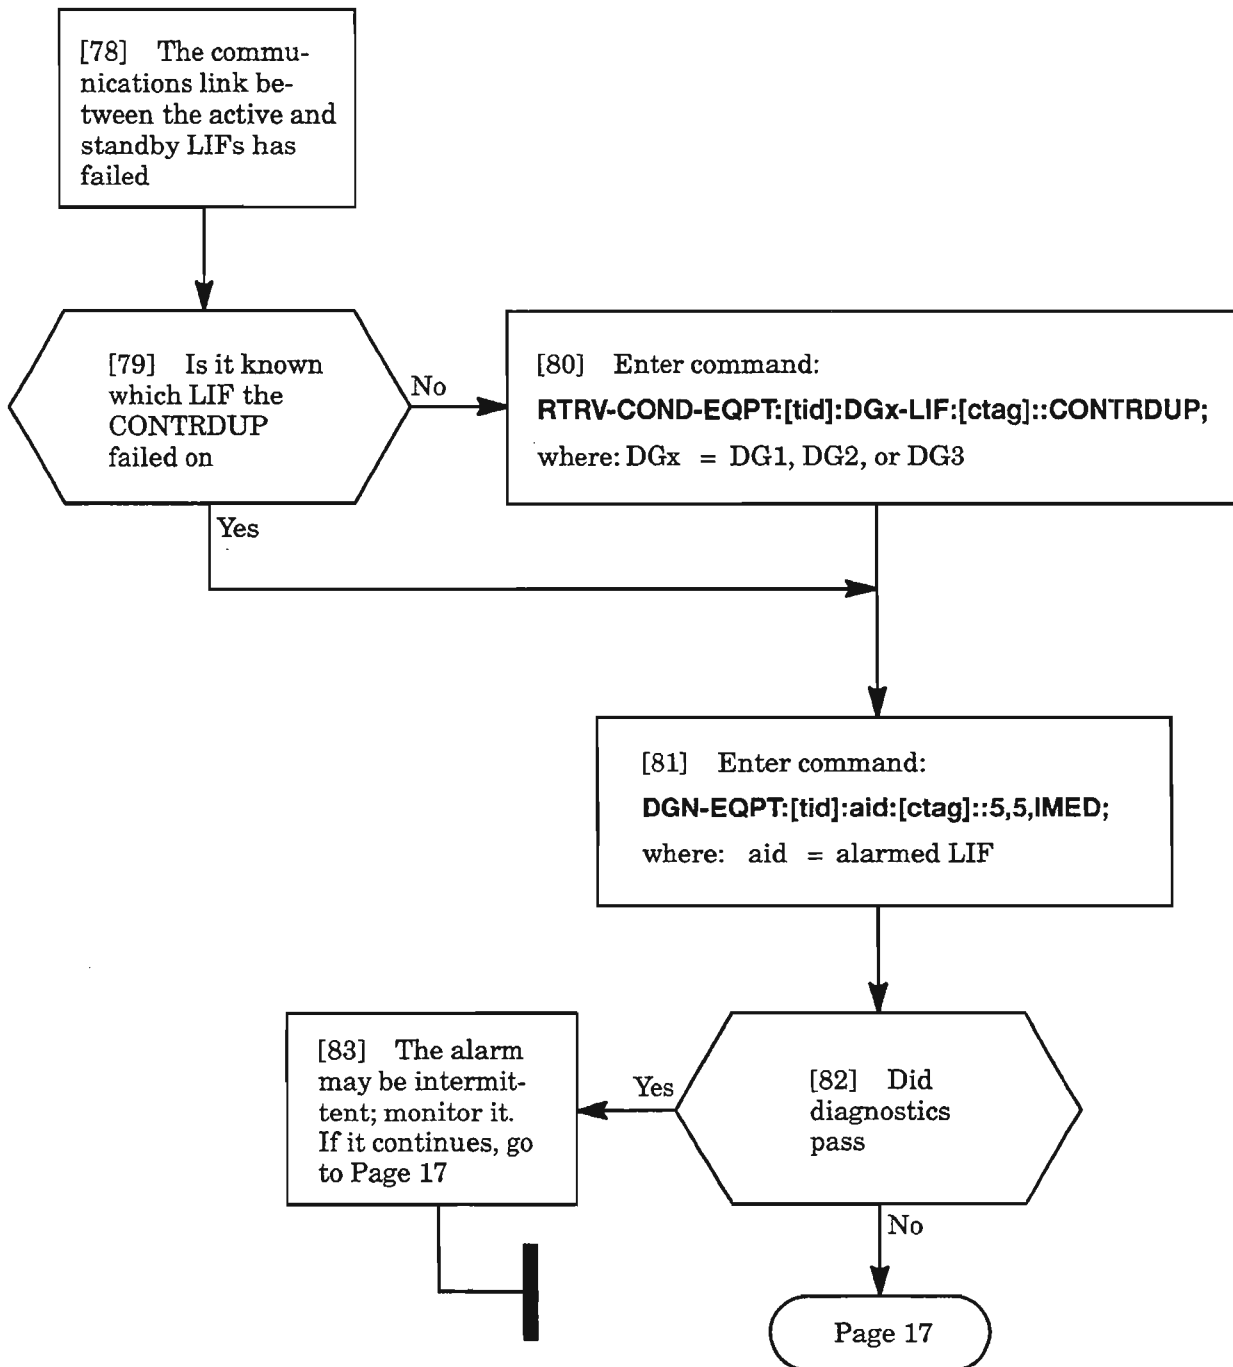 [78] The commu-
nications link be-
tween the active and
standby LIFs has
failed
[79] Is it known
which LIF the
CONTRDUP
failed on
No
[80] Enter command:
RTRV-COND-EQPT:[tid]:DGx-LIF:[ctag]::CONTRDUP;
where: DGx = DG1, DG2, or DG3
Yes
[81] Enter command:
DGN-EQPT:[tid]:aid:[ctag]::5,5,IMED;
where: aid = alarmed LIF
[82] Did
diagnostics
pass
Yes
[83] The alarm
may be intermit-
tent; monitor it.
If it continues, go
to Page 17
No
Page 17